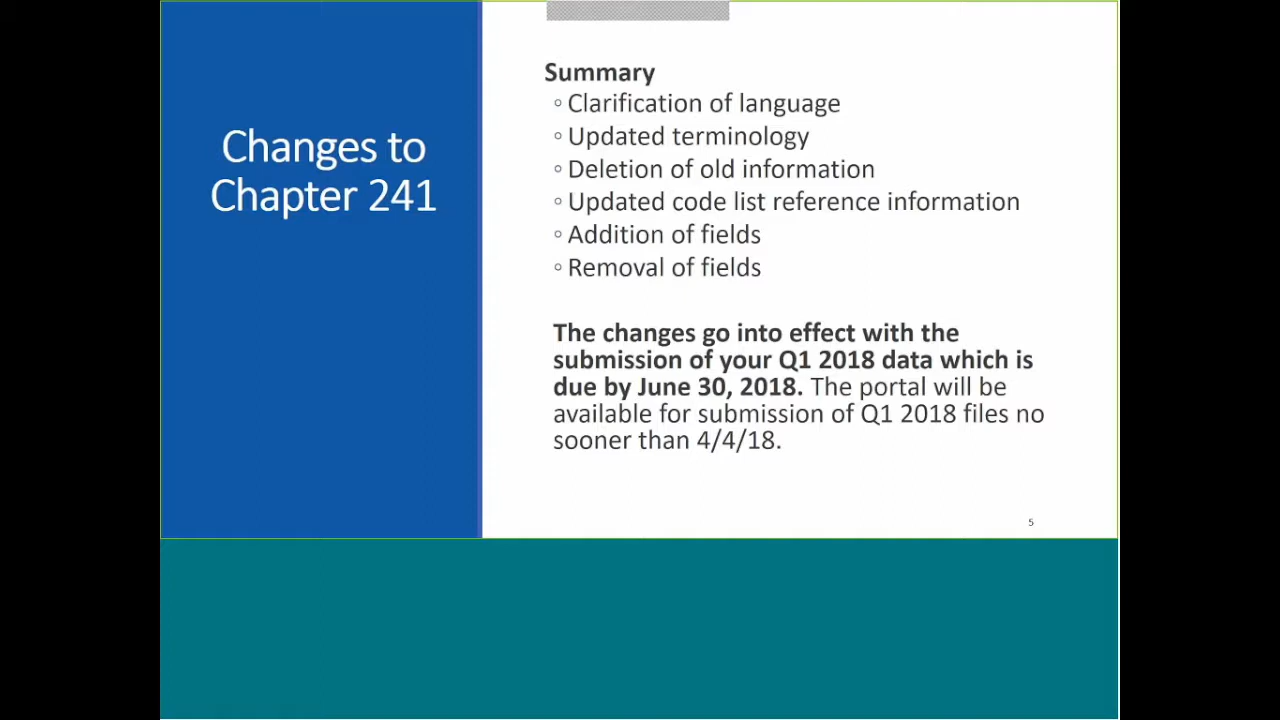 Changes to
Chapter 241
Summary
◦ Clarification of language
◦ Updated terminology
◦ Deletion of old information
◦ Updated code list reference information
◦ Addition of fields
◦ Removal of fields
The changes go into effect with the
submission of your Q1 2018 data which is
due by June 30, 2018. The portal will be
available for submission of Q1 2018 files no
sooner than 4/4/18.
5